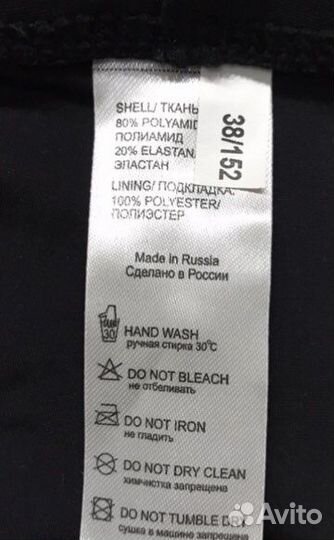 SHELL/ ТКАНЬ
80% POLYAMID
ПОЛИАМИД
20% ELASTAN
ЭЛАСТАН
38/152
LINING/ ПОДКЛАДКА:
100% POLYESTER/
ПОЛИЭСТЕР
Made in Russia
Сделано в России
30
HAND WASH
ручная стирка 30°C
DO NOT BLEACH
не отбеливать
DO NOT IRON
не гладить
DO NOT DRY CLEAN
химчистка запрещена
DO NOT TUMBLE DRY
сушка в машине запрещена
Avito